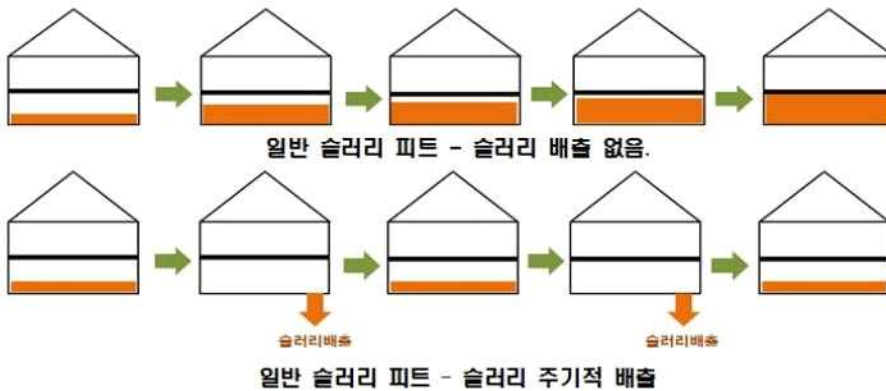 일반 슬러리 피트 - 슬러리 배출 없음.
슬러리배출
슬러리배출
일반 슬러리 피트 - 슬러리 주기적 배출